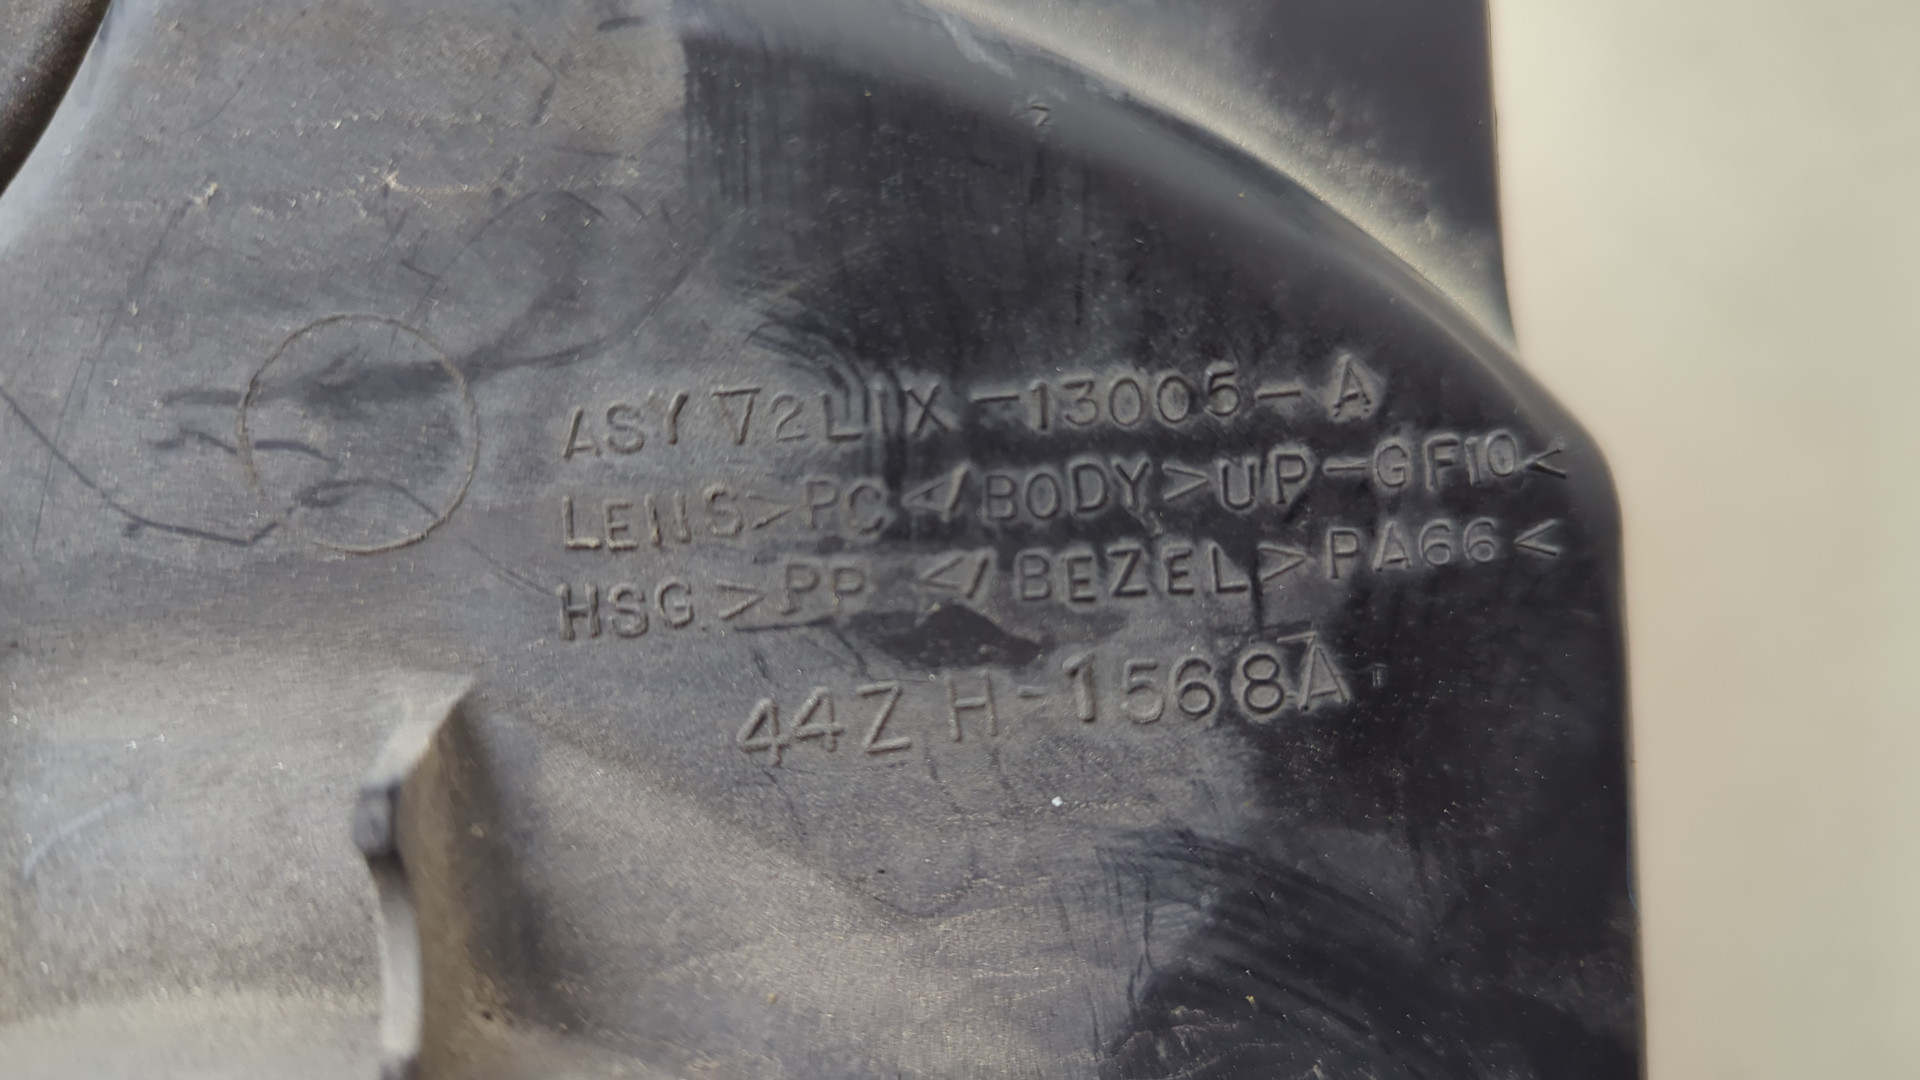 ASY 72L1X-13005-A
LENS>PC</BODY>UP-GF10<
HSG>PP</BEZEL>PA66<
44ZH-1568A